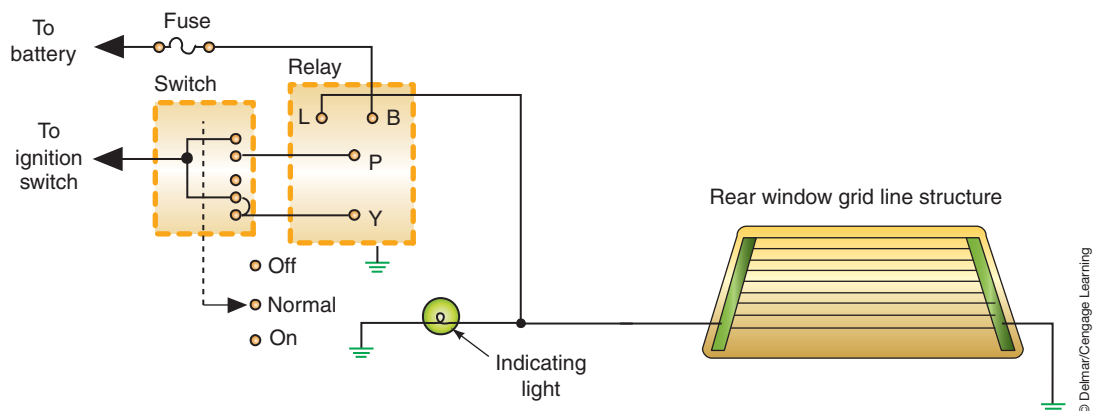 To
battery
Fuse
Switch
Relay
L
B
To
ignition
switch
P
Y
Off
Normal
On
Indicating
light
Rear window grid line structure
© Delmar/Cengage Learning